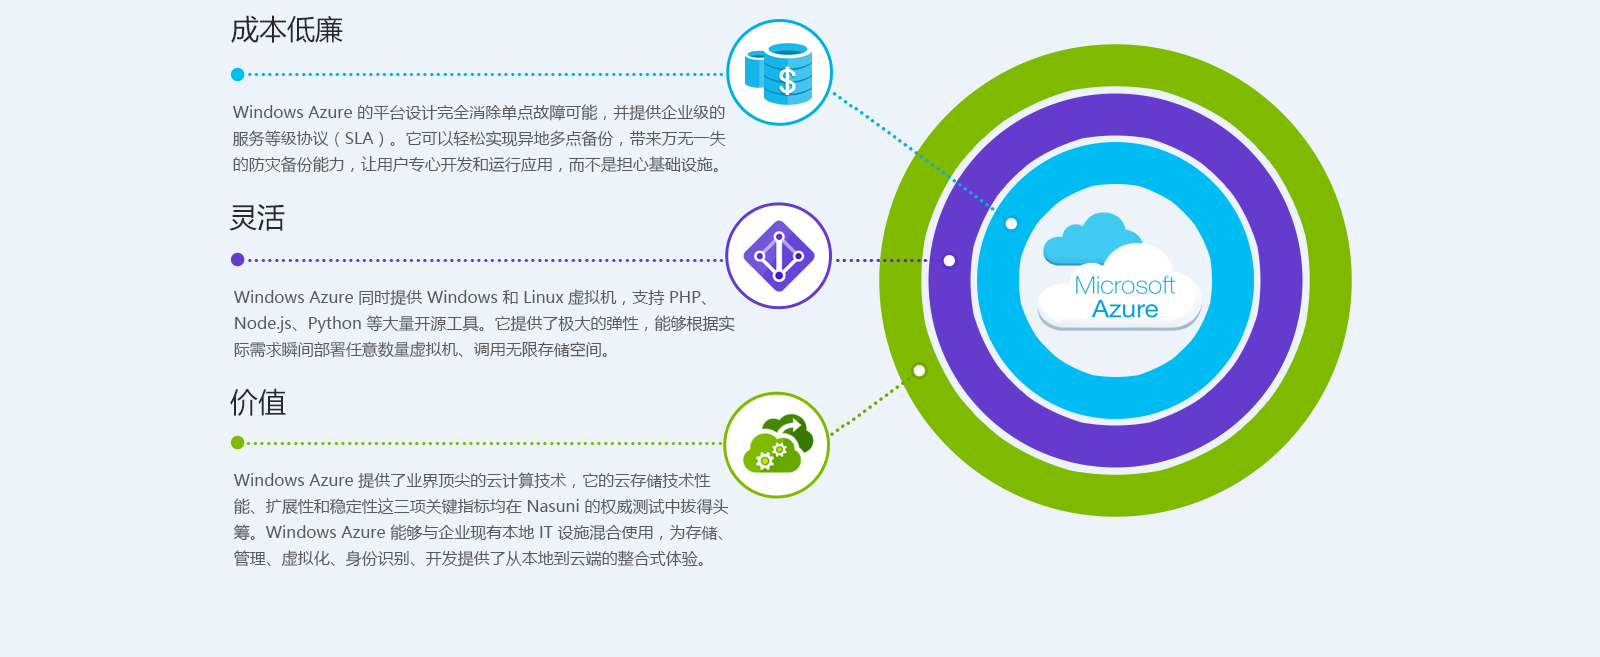 成本低廉
Windows Azure 的平台设计完全消除单点故障可能，并提供企业级的
服务等级协议（SLA）。它可以轻松实现异地多点备份，带来万无一失
的防灾备份能力，让用户专心开发和运行应用，而不是担心基础设施。
灵活
Windows Azure 同时提供 Windows 和 Linux 虚拟机，支持 PHP、
Node.js、Python 等大量开源工具。它提供了极大的弹性，能够根据实
际需求瞬间部署任意数量虚拟机、调用无限存储空间。
价值
Windows Azure 提供了业界顶尖的云计算技术，它的云存储技术性
能、扩展性和稳定性这三项关键指标均在 Nasuni 的权威测试中拔得头
筹。Windows Azure 能够与企业现有本地 IT 设施混合使用，为存储、
管理、虚拟化、身份识别、开发提供了从本地到云端的整合式体验。
$
Microsoft
Azure